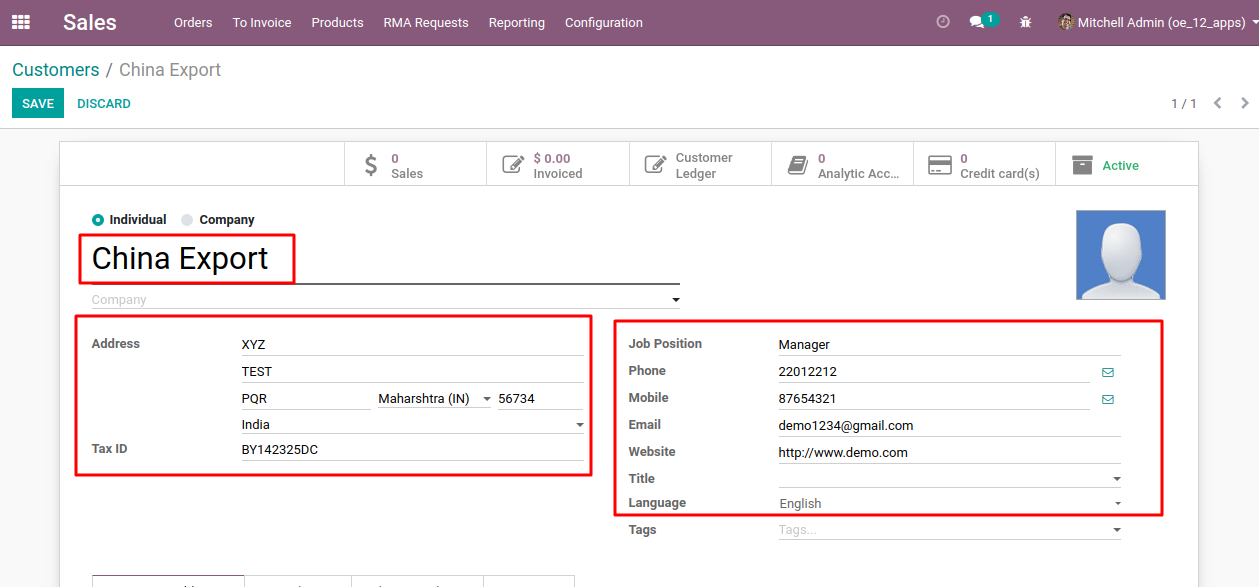 Sales Orders To Invoice Products RMA Requests Reporting Configuration 1 Mitchell Admin (oe_12_apps)
Customers / China Export
SAVE DISCARD 1 / 1
0 Sales
$ 0.00 Invoiced
Customer Ledger
0 Analytic Acc...
0 Credit card(s)
Active
Individual Company
China Export
Company
Address XYZ
TEST
PQR Maharshtra (IN) 56734
India
Tax ID BY142325DC
Job Position Manager
Phone 22012212
Mobile 87654321
Email demo1234@gmail.com
Website http://www.demo.com
Title
Language English
Tags Tags...